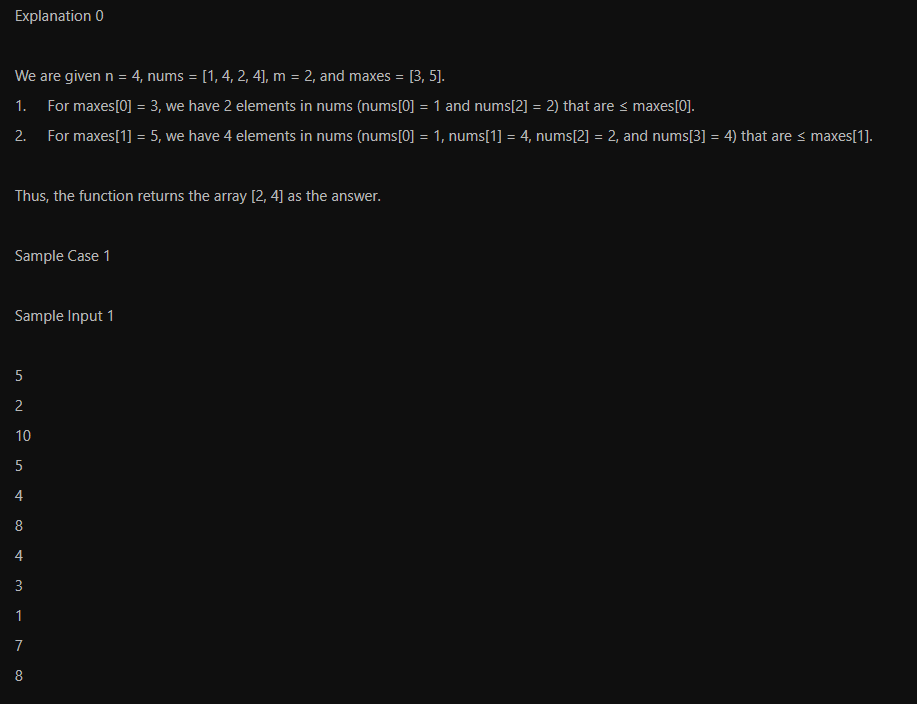 Explanation 0
We are given n = 4, nums = [1, 4, 2, 4], m = 2, and maxes = [3, 5].
1. For maxes[0] = 3, we have 2 elements in nums (nums[0] = 1 and nums[2] = 2) that are ≤ maxes[0].
2. For maxes[1] = 5, we have 4 elements in nums (nums[0] = 1, nums[1] = 4, nums[2] = 2, and nums[3] = 4) that are ≤ maxes[1].
Thus, the function returns the array [2, 4] as the answer.
Sample Case 1
Sample Input 1
5
2
10
5
4
8
4
3
1
7
8